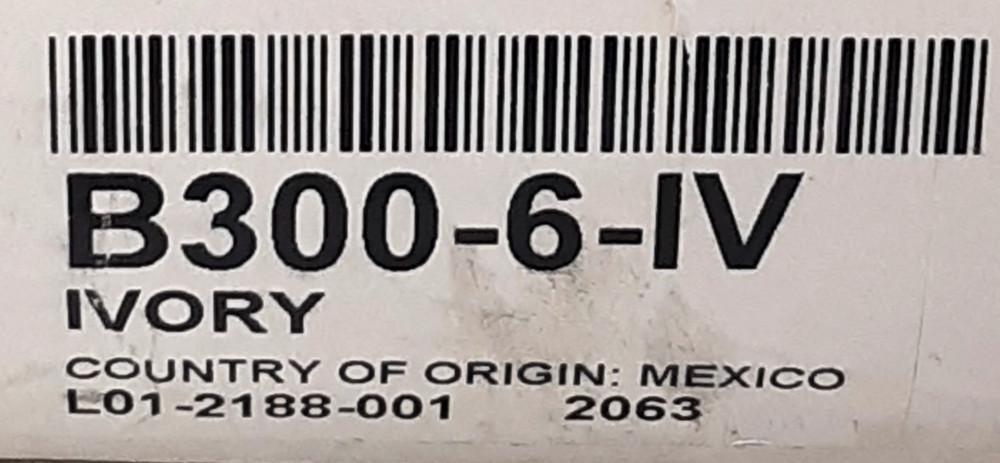 B300-6-IV
IVORY
COUNTRY OF ORIGIN: MEXICO
L01-2188-001 2063